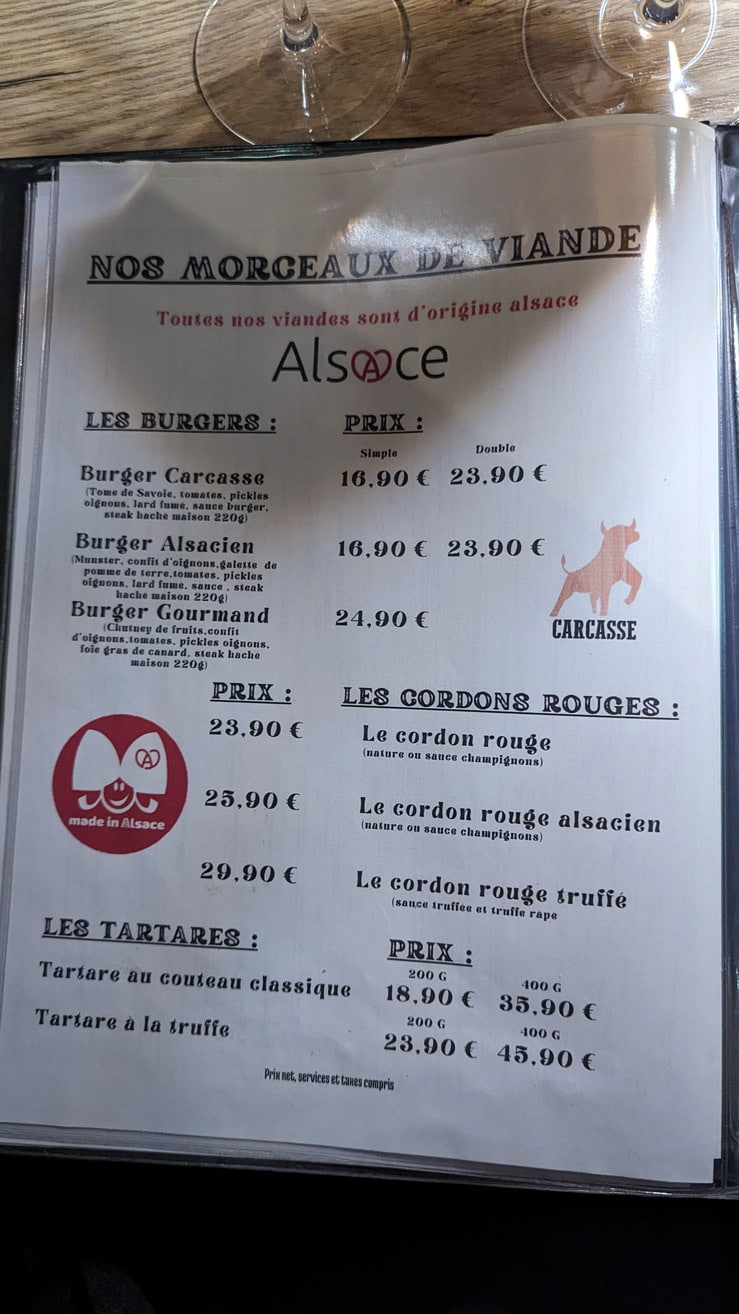 NOS MORCEAUX DE VIANDE
Toutes nos viandes sont d'origine alsace
Alsace
LES BURGERS : PRIX :
Simple Double
Burger Carcasse 16,90 € 23,90 €
(Tome de Savoie, tomates, pickles
oignons, lard fumé, sauce burger,
steak haché maison 220g)
Burger Alsacien 16,90 € 23,90 €
(Munster, confit d'oignons,galette de
pomme de terre,tomates, pickles
oignons, lard fumé, sauce , steak
haché maison 220g)
Burger Gourmand 24,90 €
(Chutney de fruits,confit
d'oignons,tomates, pickles oignons,
foie gras de canard, steak haché
maison 220g)
CARCASSE
PRIX : LES CORDONS ROUGES :
23,90 € Le cordon rouge
(nature ou sauce champignons)
made in Alsace
25,90 € Le cordon rouge alsacien
(nature ou sauce champignons)
29,90 € Le cordon rouge truffé
(sauce truffée et truffe râpé
LES TARTARES : PRIX :
200 G 400 G
Tartare au couteau classique 18,90 € 35,90 €
200 G 400 G
Tartare à la truffe 23,90 € 45,90 €
Prix net, services et taxes compris